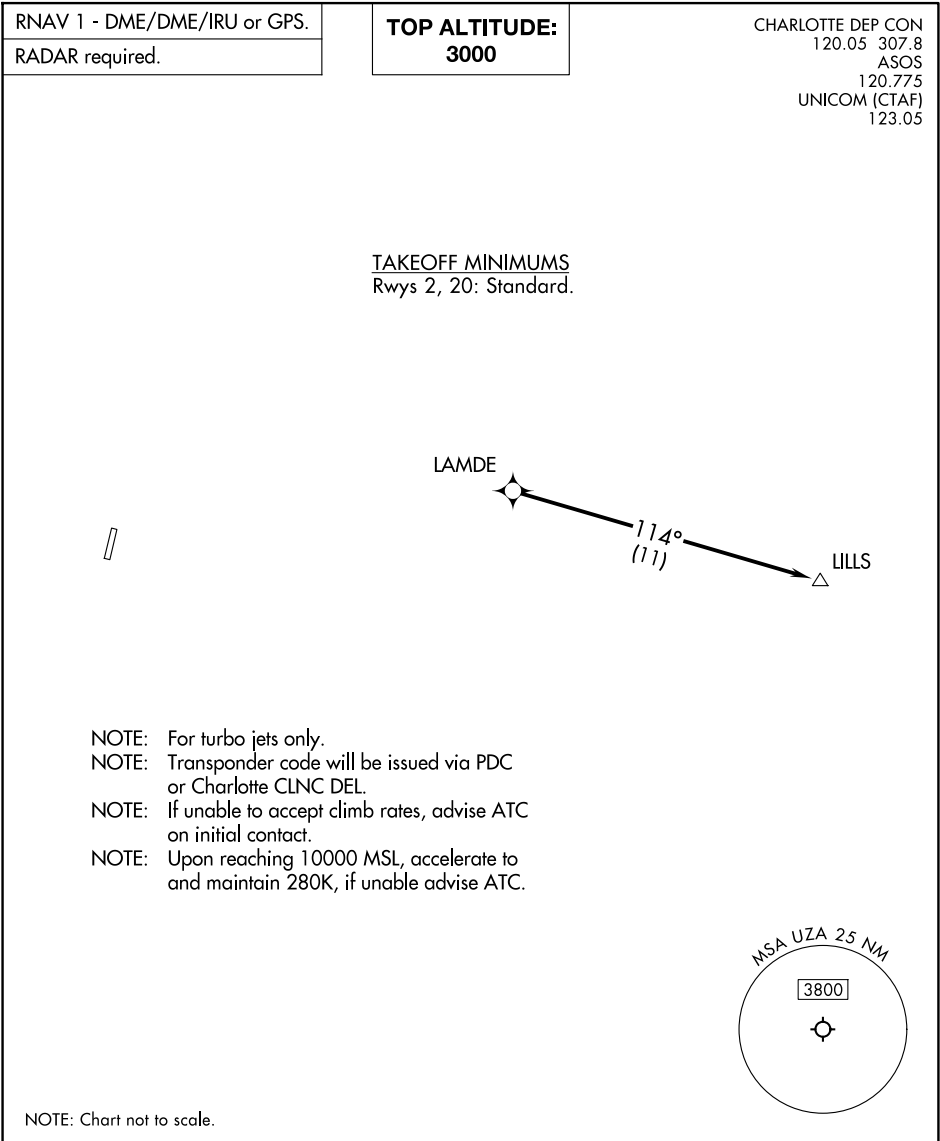 RNAV 1 - DME/DME/IRU or GPS.
RADAR required.
TOP ALTITUDE:
3000
CHARLOTTE DEP CON
120.05 307.8
ASOS
120.775
UNICOM (CTAF)
123.05
TAKEOFF MINIMUMS
Rwys 2, 20: Standard.
LAMDE
114°
(11)
LILLS
NOTE: For turbo jets only.
NOTE: Transponder code will be issued via PDC
or Charlotte CLNC DEL.
NOTE: If unable to accept climb rates, advise ATC
on initial contact.
NOTE: Upon reaching 10000 MSL, accelerate to
and maintain 280K, if unable advise ATC.
MSA UZA 25 NM
3800
NOTE: Chart not to scale.